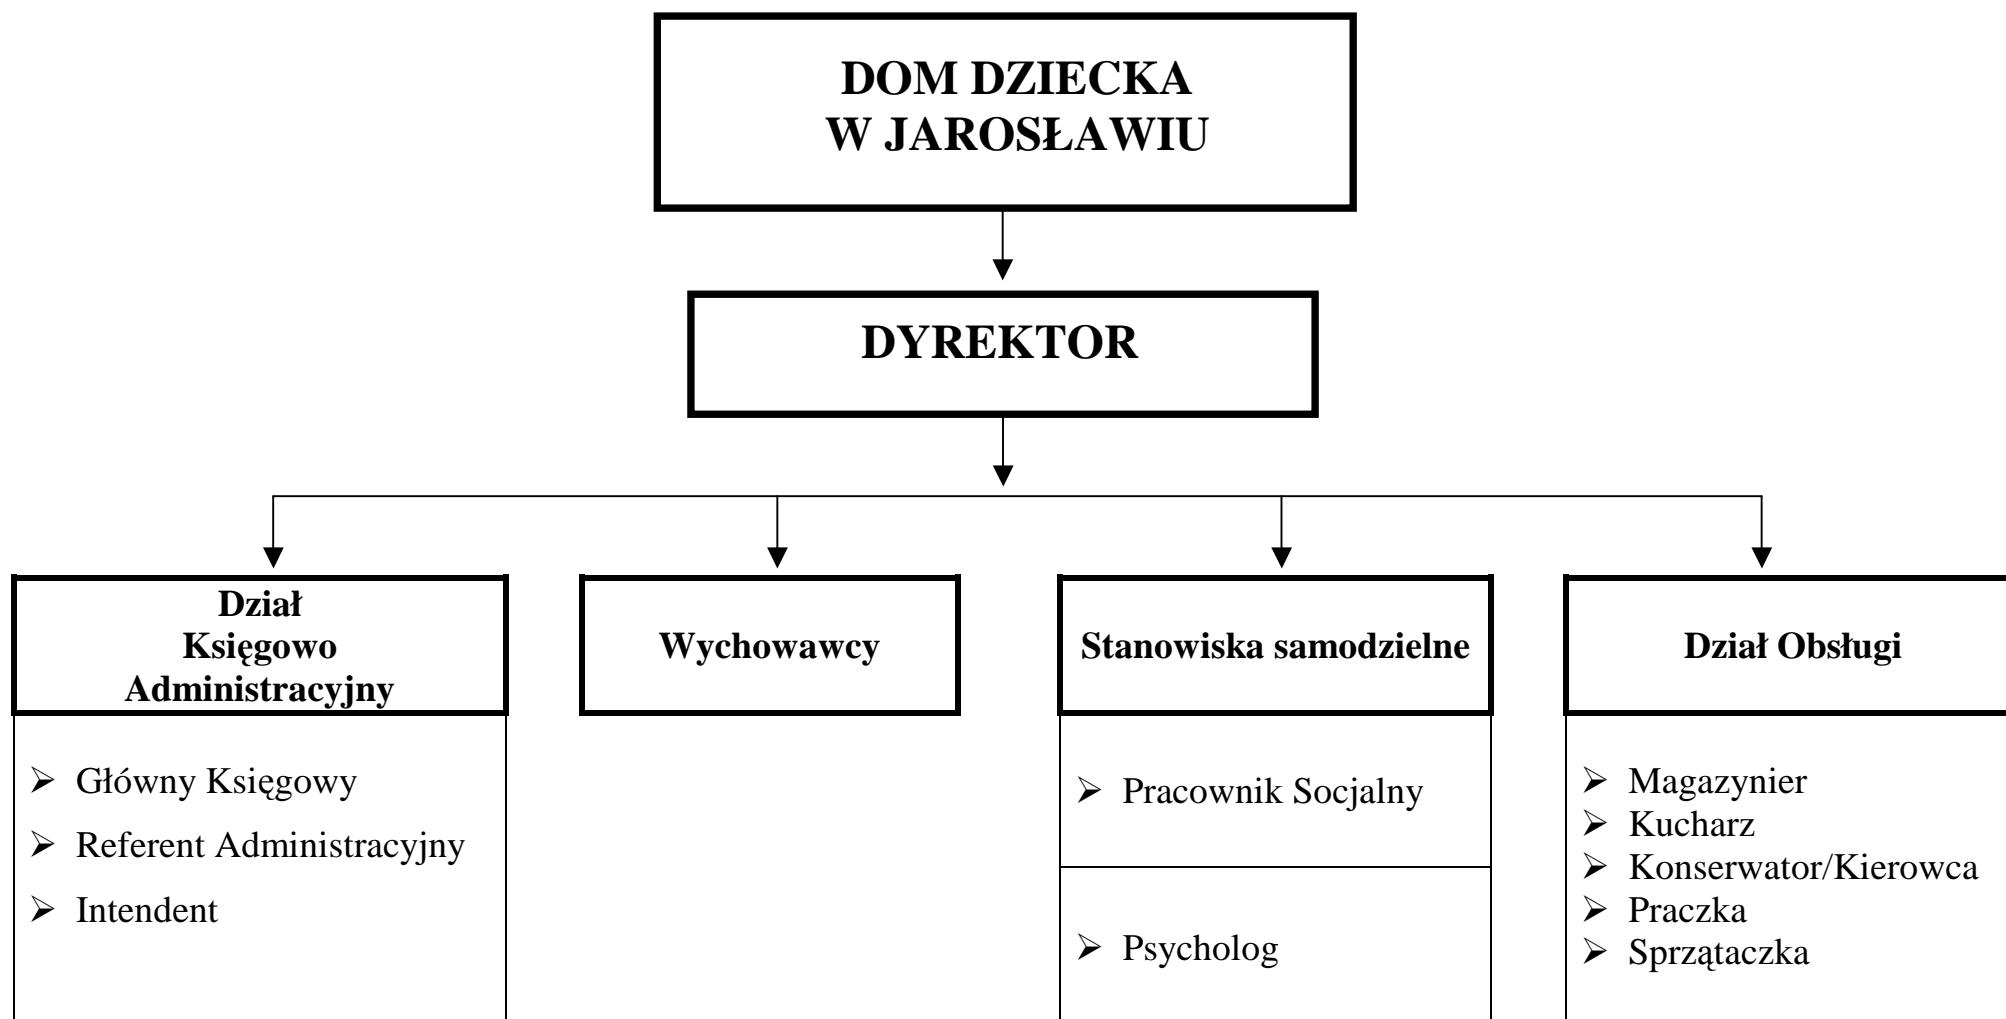 DOM DZIECKA
W JAROSŁAWIU
DYREKTOR
Dział
Księgowo
Administracyjny
Wychowawcy
Stanowiska samodzielne
Dział Obsługi
➢ Główny Księgowy
➢ Referent Administracyjny
➢ Intendent
➢ Pracownik Socjalny
➢ Psycholog
➢ Magazynier
➢ Kucharz
➢ Konserwator/Kierowca
➢ Praczka
➢ Sprzątaczka